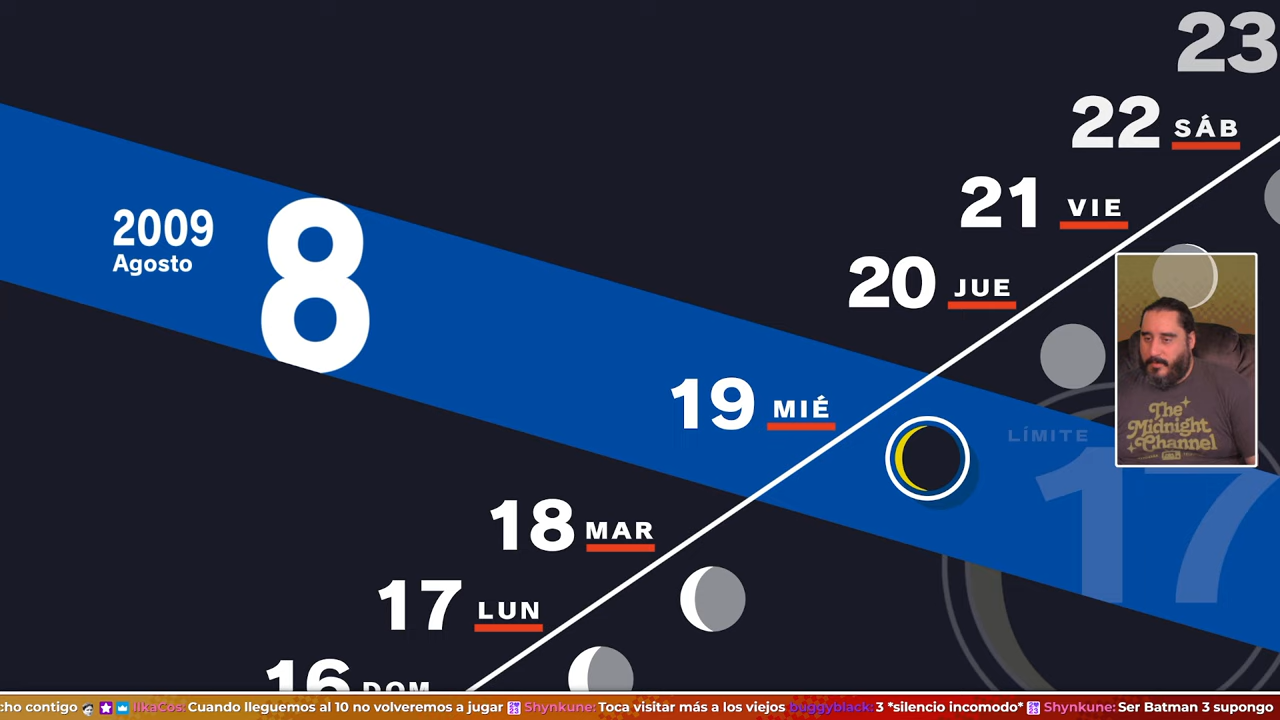 23
22 SÁB
21 VIE
20 JUE
2009
Agosto
8
19 MIÉ
LÍMITE
17
18 MAR
17 LUN
16 DOM
The
Midnight
Channel
cho contigo IlkaCos: Cuando lleguemos al 10 no volveremos a jugar Shynkune: Toca visitar más a los viejos buggyblack: 3 *silencio incomodo* Shynkune: Ser Batman 3 supongo